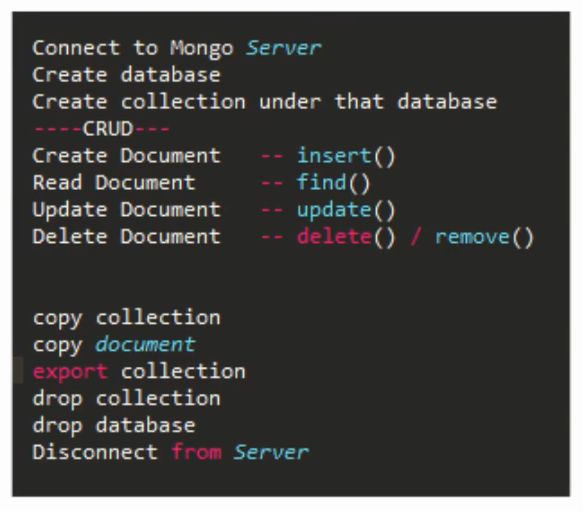 Connect to Mongo Server
Create database
Create collection under that database
----CRUD---
Create Document -- insert()
Read Document -- find()
Update Document -- update()
Delete Document -- delete() / remove()
copy collection
copy document
export collection
drop collection
drop database
Disconnect from Server